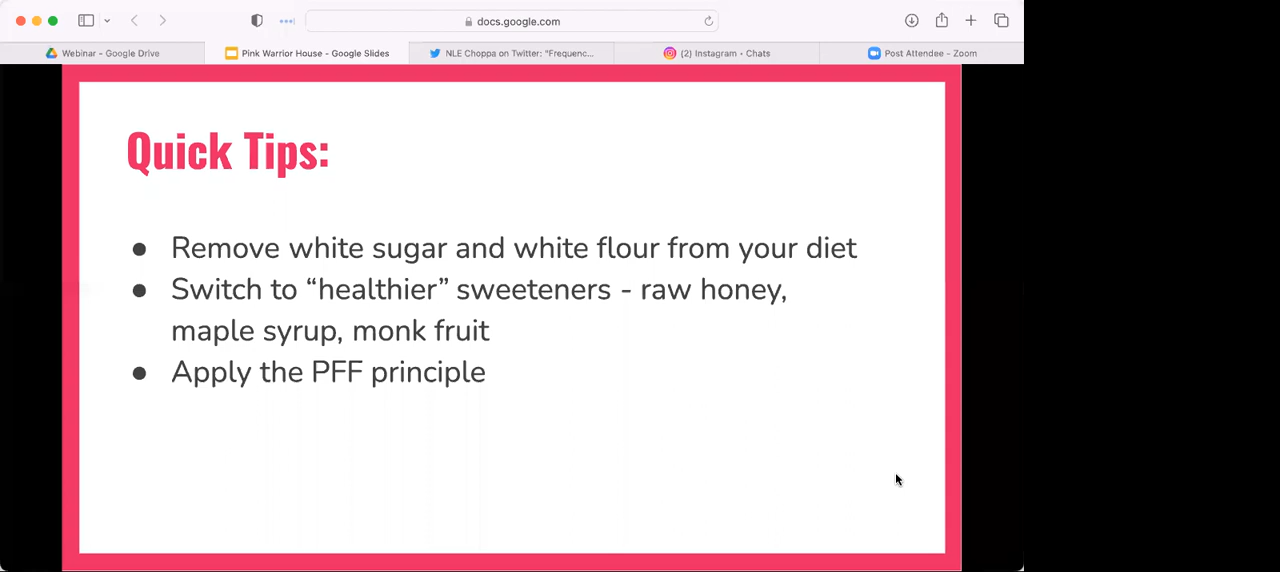 docs.google.com
Webinar - Google Drive
Pink Warrior House - Google Slides
NLE Choppa on Twitter: "Frequenc...
(2) Instagram • Chats
Post Attendee - Zoom
Quick Tips:
● Remove white sugar and white flour from your diet
● Switch to “healthier” sweeteners - raw honey,
maple syrup, monk fruit
● Apply the PFF principle